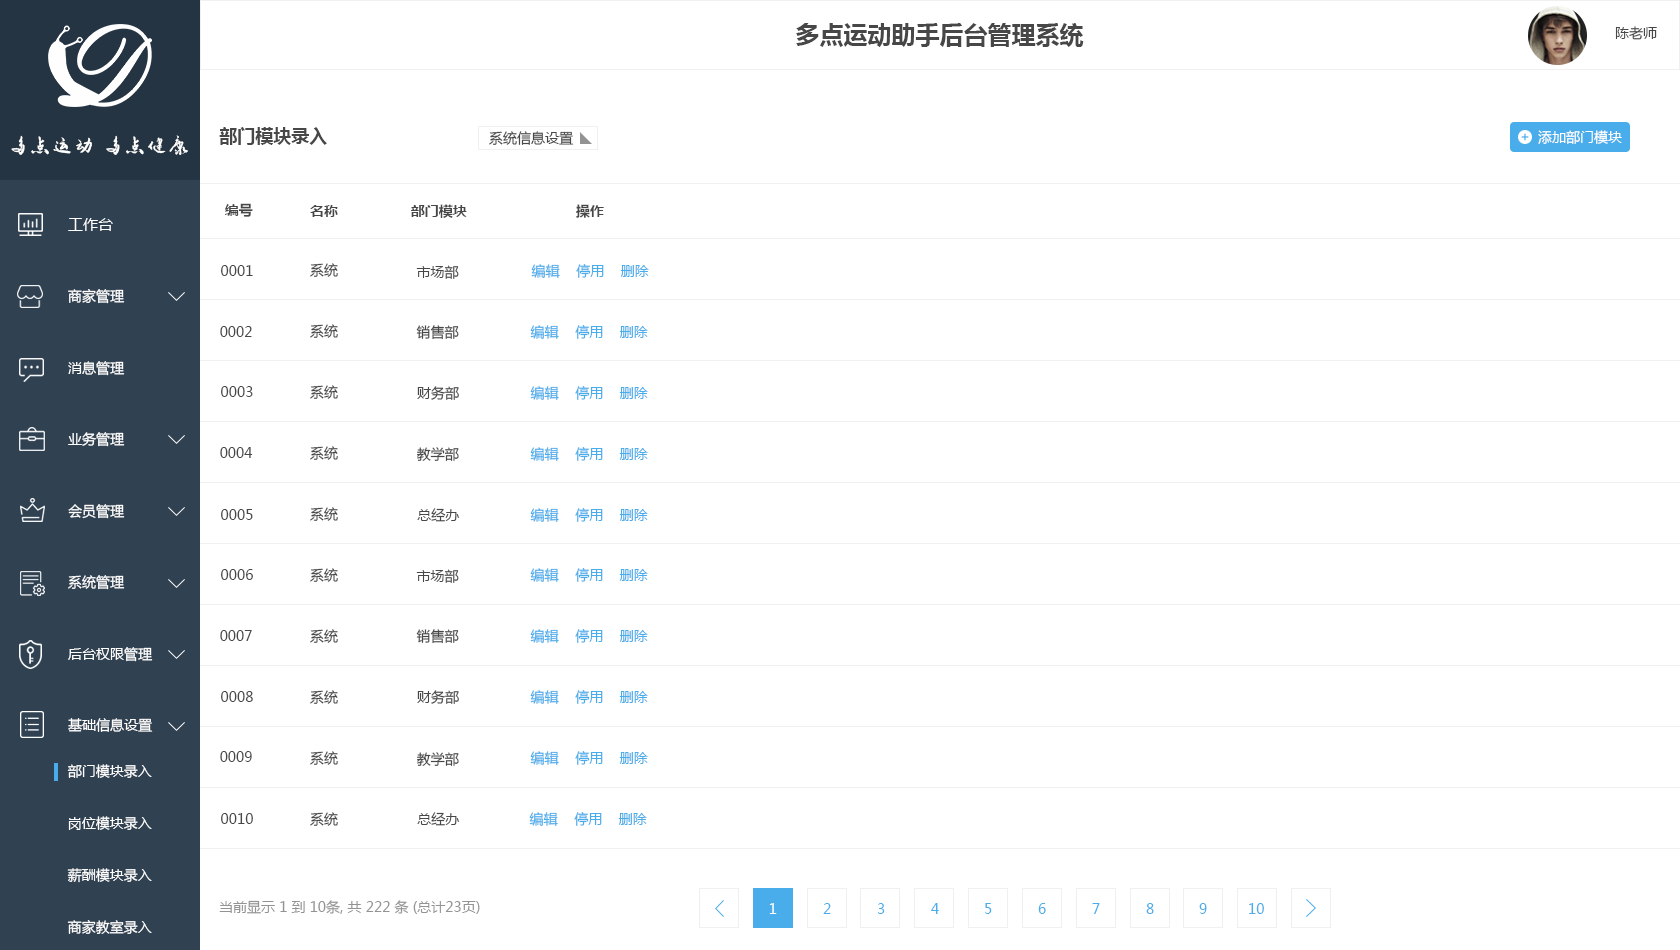 多点运动助手后台管理系统
陈老师
多点运动 多点健康
工作台
商家管理
消息管理
业务管理
会员管理
系统管理
后台权限管理
基础信息设置
部门模块录入
岗位模块录入
薪酬模块录入
商家教室录入
部门模块录入 系统信息设置 添加部门模块
编号 名称 部门模块 操作
0001 系统 市场部 编辑 停用 删除
0002 系统 销售部 编辑 停用 删除
0003 系统 财务部 编辑 停用 删除
0004 系统 教学部 编辑 停用 删除
0005 系统 总经办 编辑 停用 删除
0006 系统 市场部 编辑 停用 删除
0007 系统 销售部 编辑 停用 删除
0008 系统 财务部 编辑 停用 删除
0009 系统 教学部 编辑 停用 删除
0010 系统 总经办 编辑 停用 删除
当前显示 1 到 10条, 共 222 条 (总计23页) 1 2 3 4 5 6 7 8 9 10